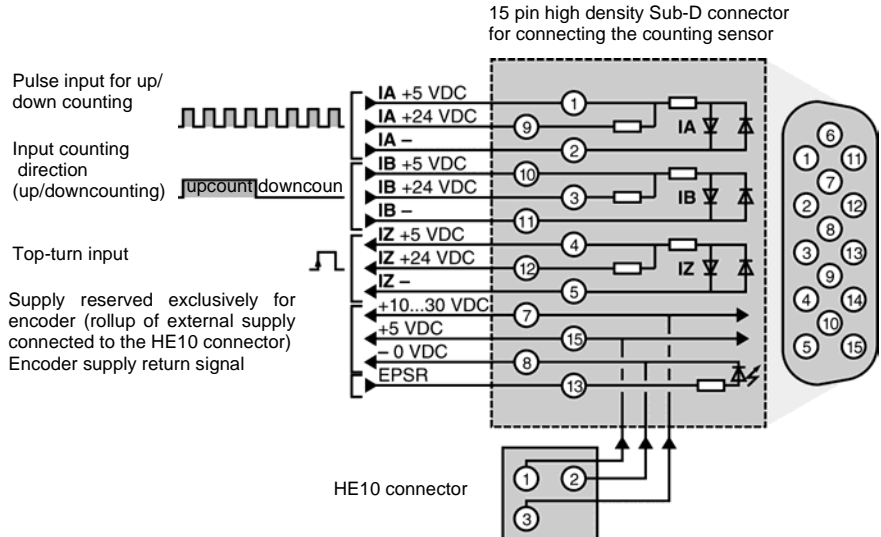 15 pin high density Sub-D connector
for connecting the counting sensor
Pulse input for up/
down counting
IA +5 VDC
1
IA +24 VDC
9
IA –
2
IA
Input counting
direction
(up/downcounting)
upcount downcoun
IB +5 VDC
10
IB +24 VDC
3
IB –
11
IB
Top-turn input
IZ +5 VDC
4
IZ +24 VDC
12
IZ –
5
IZ
Supply reserved exclusively for
encoder (rollup of external supply
connected to the HE10 connector)
Encoder supply return signal
+10...30 VDC
7
+5 VDC
15
– 0 VDC
8
EPSR
13
6
1
11
7
2
12
8
3
13
9
4
14
10
5
15
HE10 connector
1
2
3